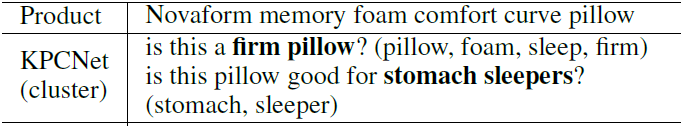 Product Novaform memory foam comfort curve pillow
KPCNet (cluster) is this a firm pillow? (pillow, foam, sleep, firm)
is this pillow good for stomach sleepers?
(stomach, sleeper)